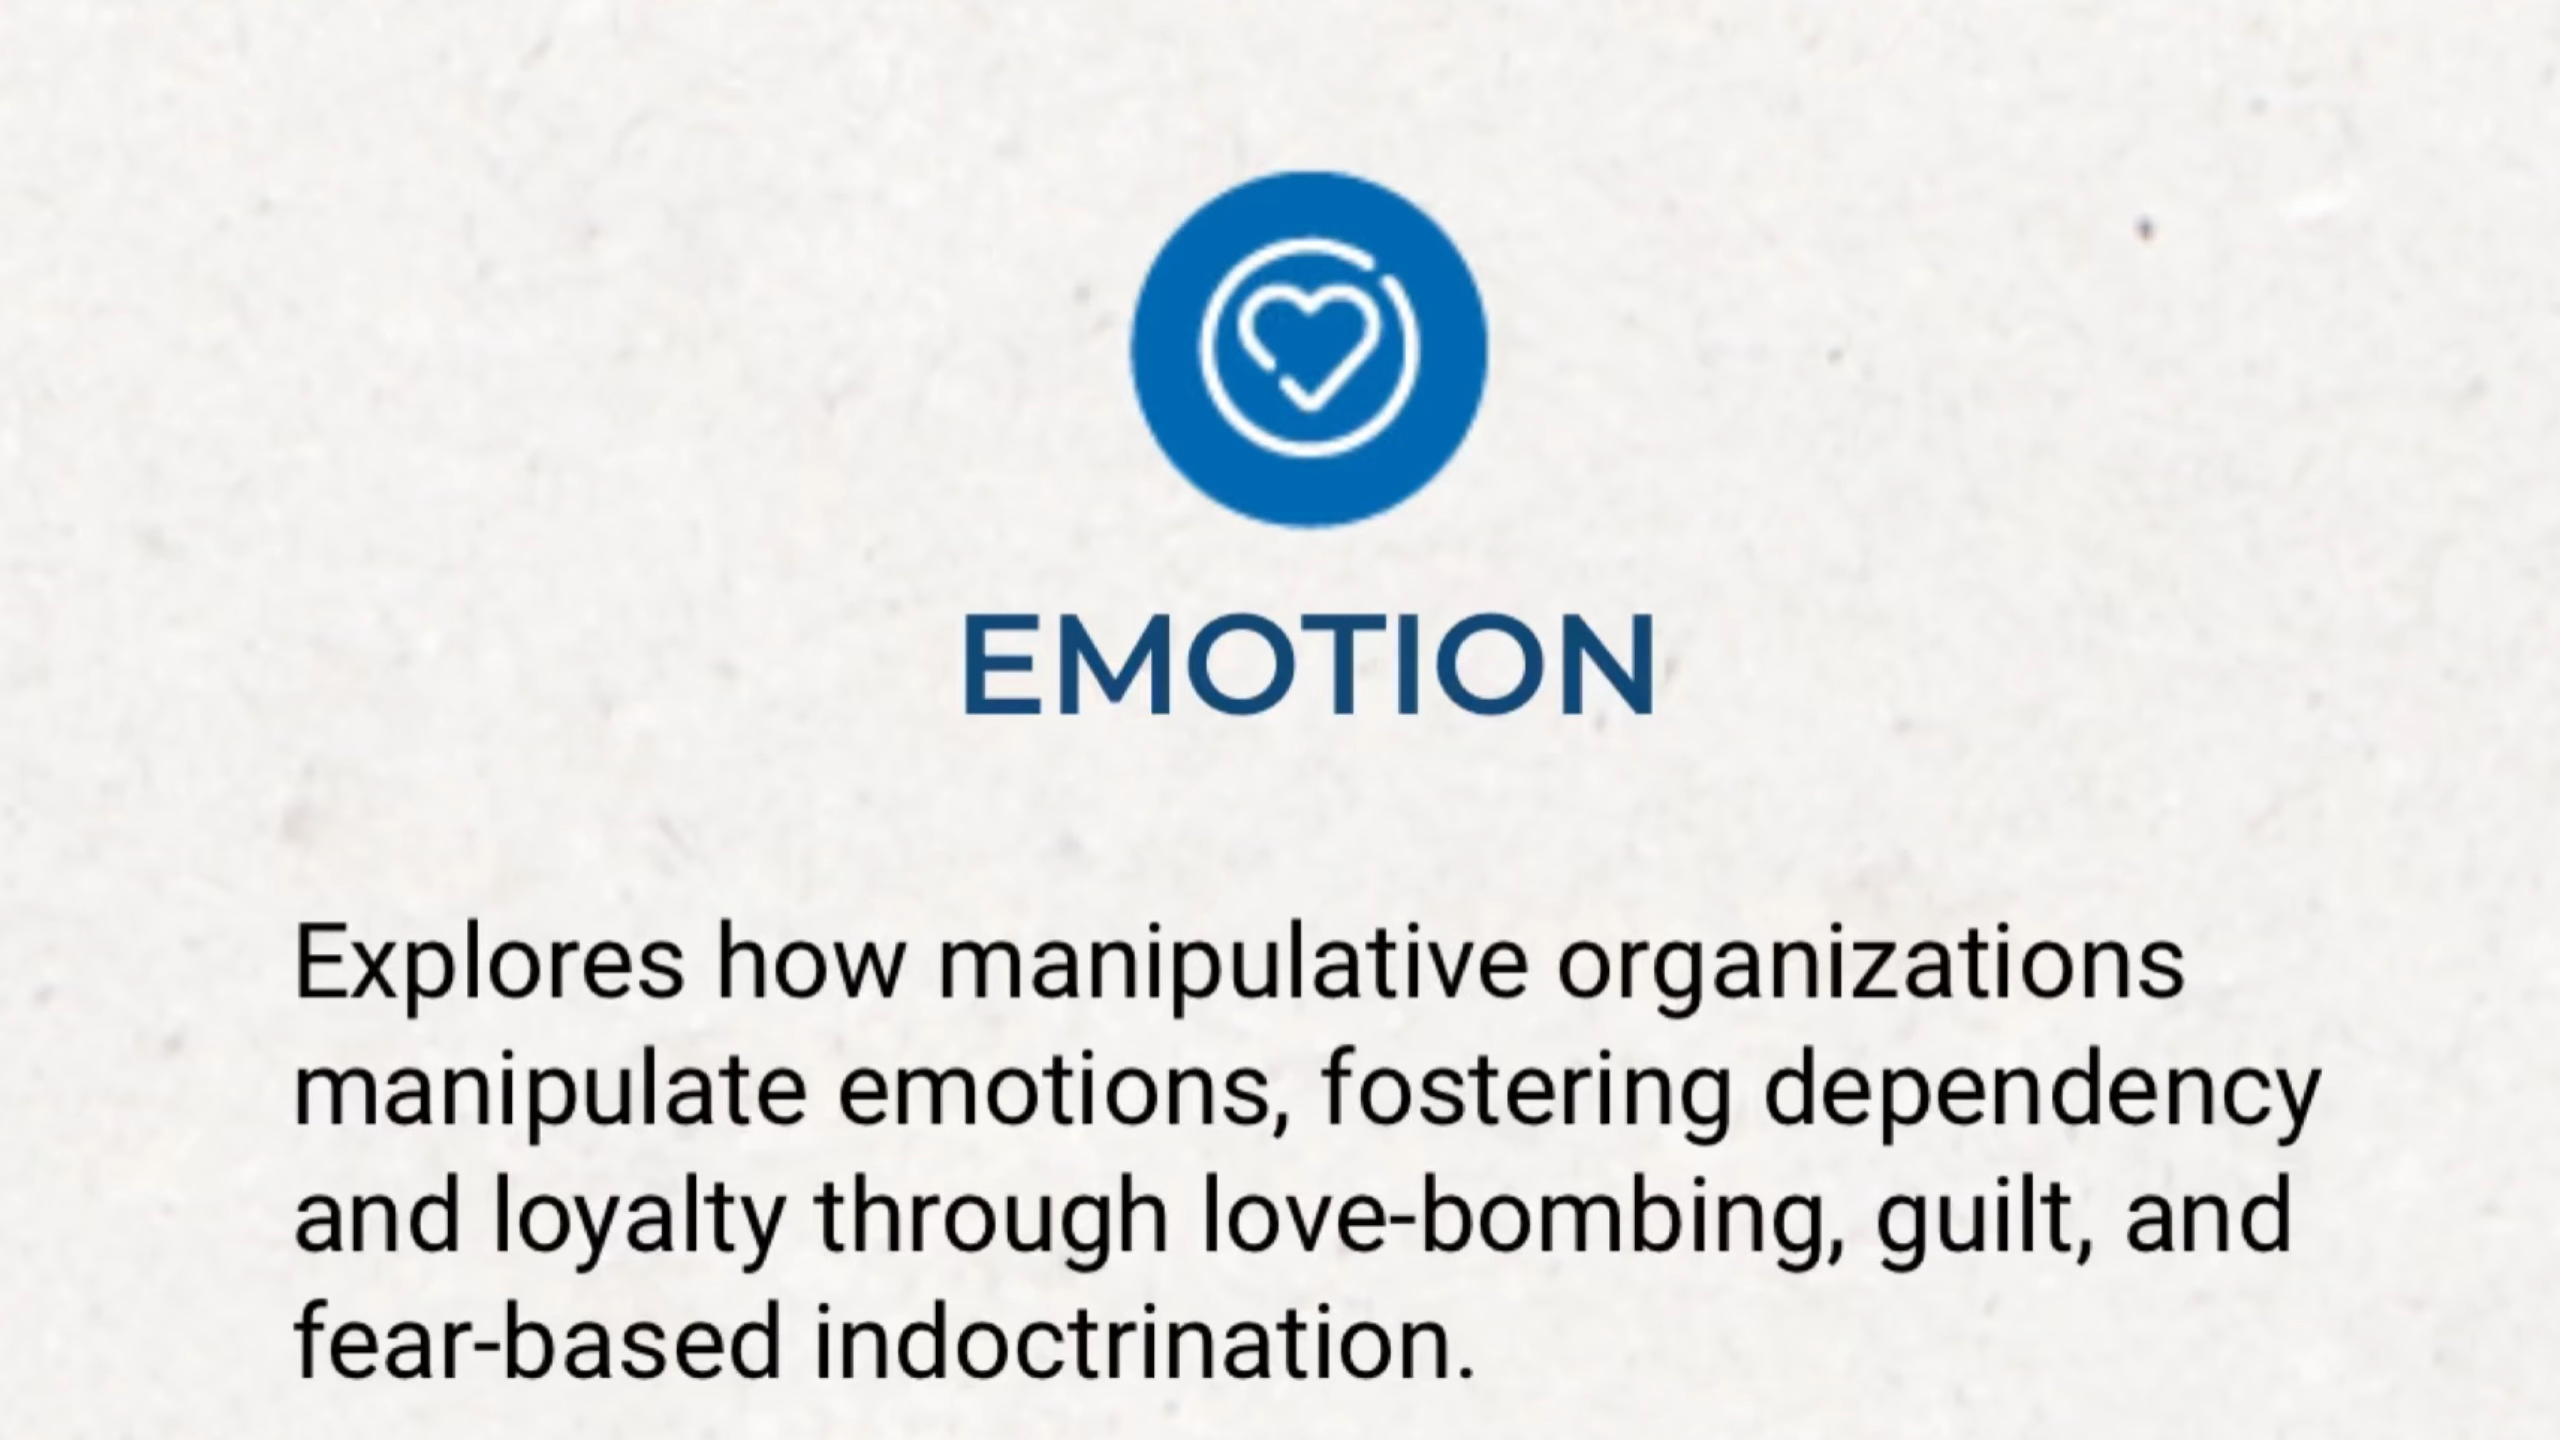 EMOTION
Explores how manipulative organizations
manipulate emotions, fostering dependency
and loyalty through love-bombing, guilt, and
fear-based indoctrination.